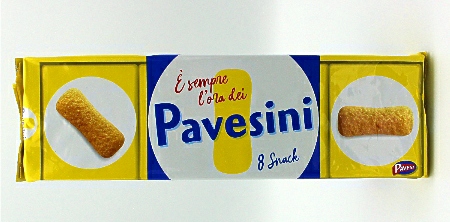 È sempre
l'ora dei
Pavesini
8 Snack
Pavesi